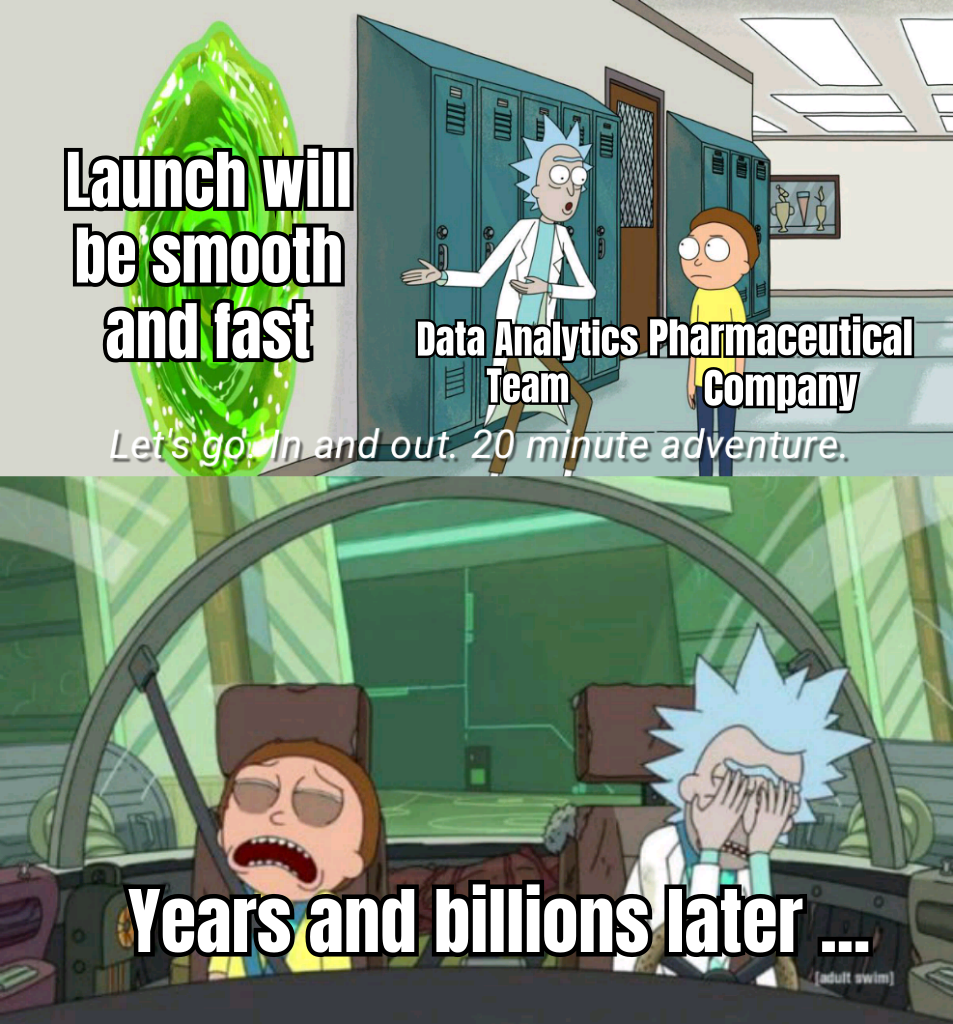 Launch will
be smooth
and fast
Data Analytics
Team
Pharmaceutical
Company
Let's go. In and out. 20 minute adventure.
Years and billions later ...
[adult swim]